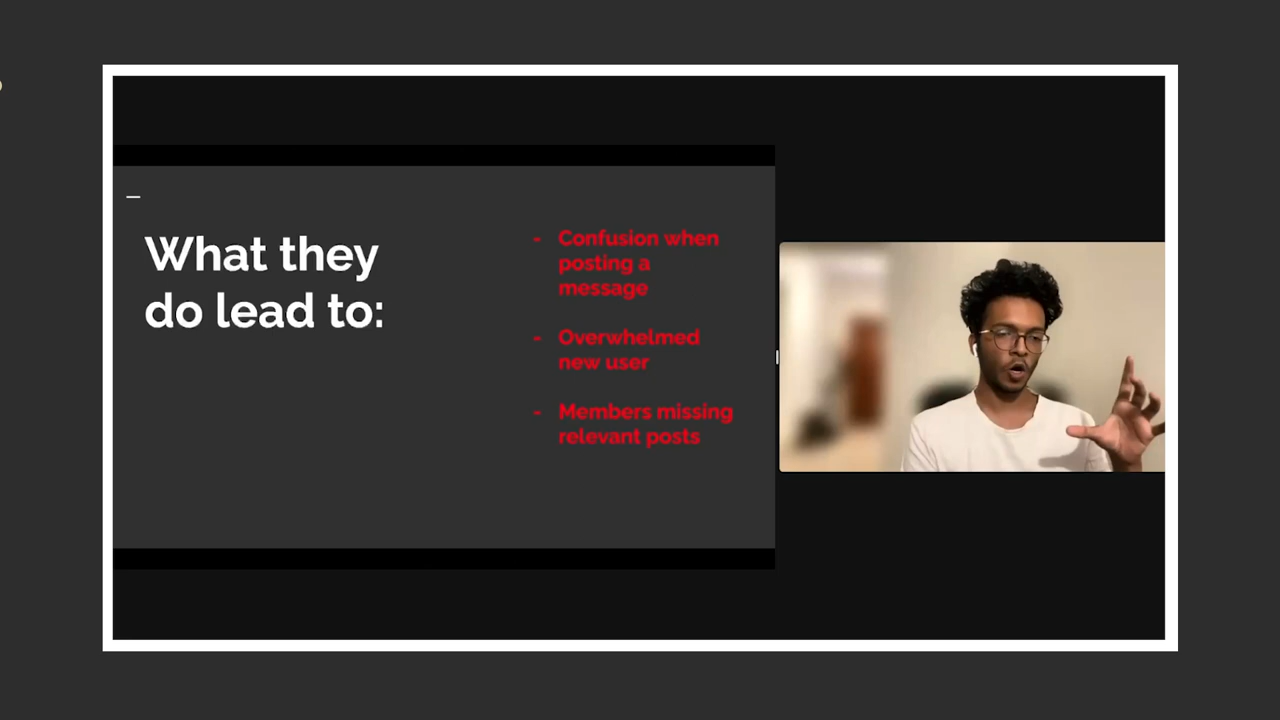 What they
do lead to:
- Confusion when
posting a
message
- Overwhelmed
new user
- Members missing
relevant posts